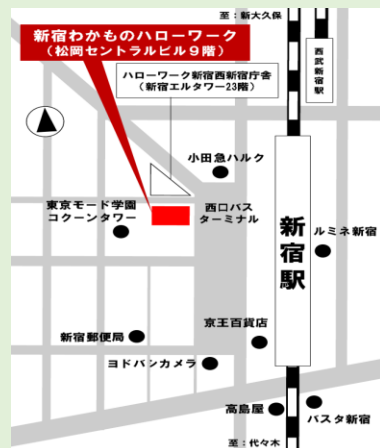 至：新大久保
新宿わかものハローワーク
（松岡セントラルビル９階）
西武新宿駅
ハローワーク新宿西新宿庁舎
（新宿エルタワー23階）
小田急ハルク
東京モード学園
コクーンタワー
西口バス
ターミナル
新宿駅
ルミネ新宿
京王百貨店
新宿郵便局
ヨドバンカメラ
高島屋
バスタ新宿
至：代々木